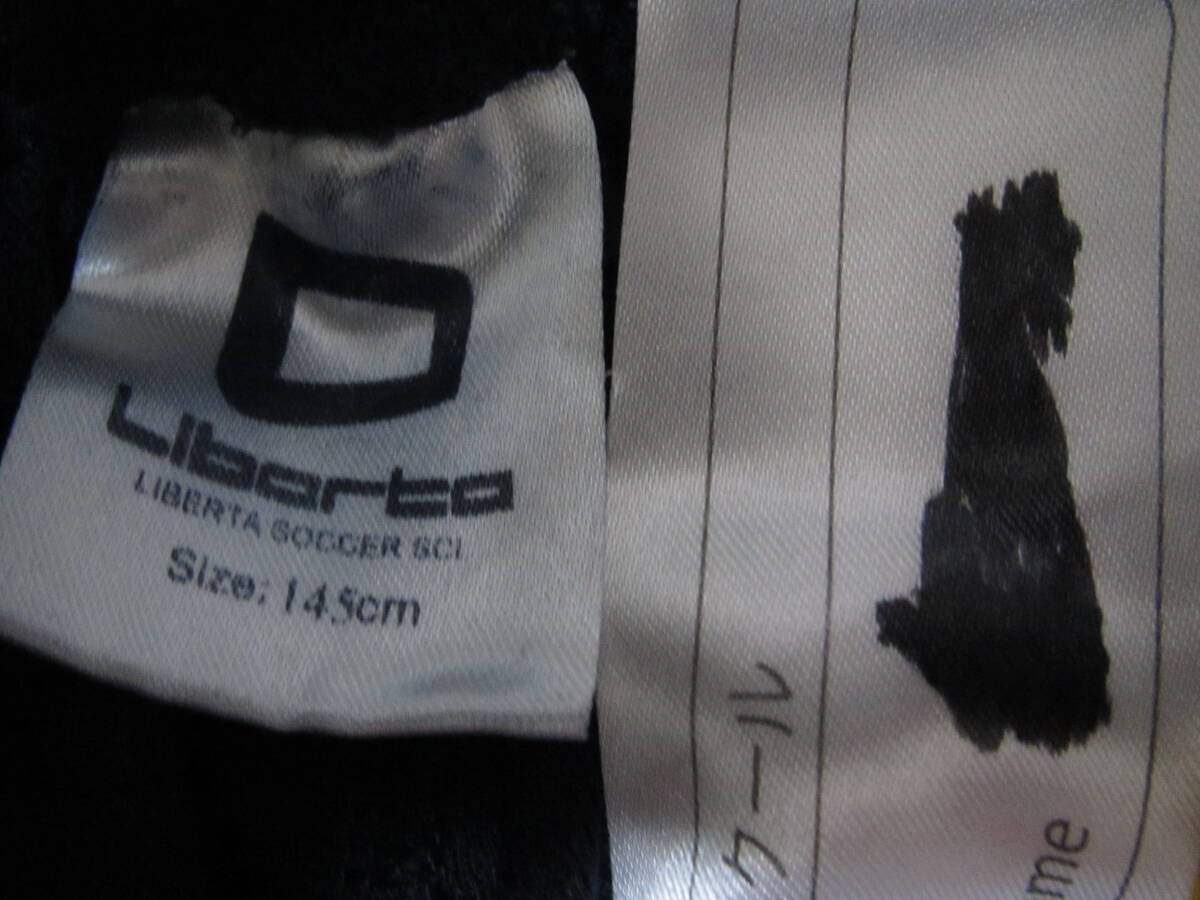 Liberta
LIBERTA SOCCER SCL
Size: 145cm
クール
me